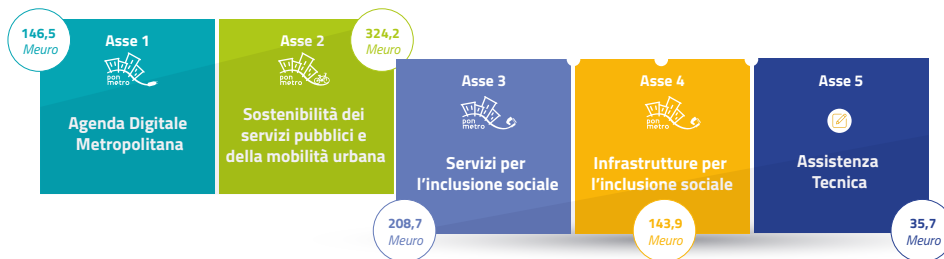 146,5
Meuro
Asse 1
pon
metro
Agenda Digitale
Metropolitana
Asse 2
324,2
Meuro
pon
metro
Sostenibilità dei
servizi pubblici e
della mobilità urbana
Asse 3
pon
metro
Servizi per
l'inclusione sociale
208,7
Meuro
Asse 4
pon
metro
Infrastrutture per
l'inclusione sociale
143,9
Meuro
Asse 5
Assistenza
Tecnica
35,7
Meuro